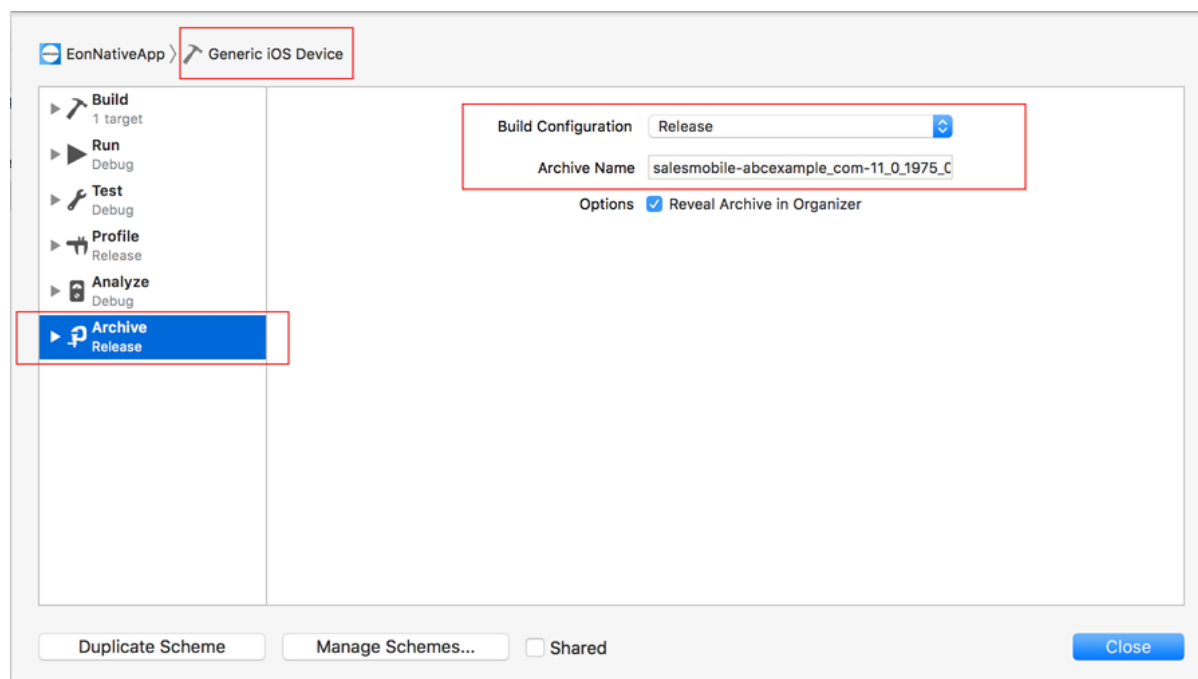 EonNativeApp Generic iOS Device
Build
1 target
Run
Debug
Test
Debug
Profile
Release
Analyze
Debug
Archive
Release
Build Configuration Release
Archive Name salesmobile-abcexample_com-11_0_1975_0
Options Reveal Archive in Organizer
Duplicate Scheme Manage Schemes... Shared Close